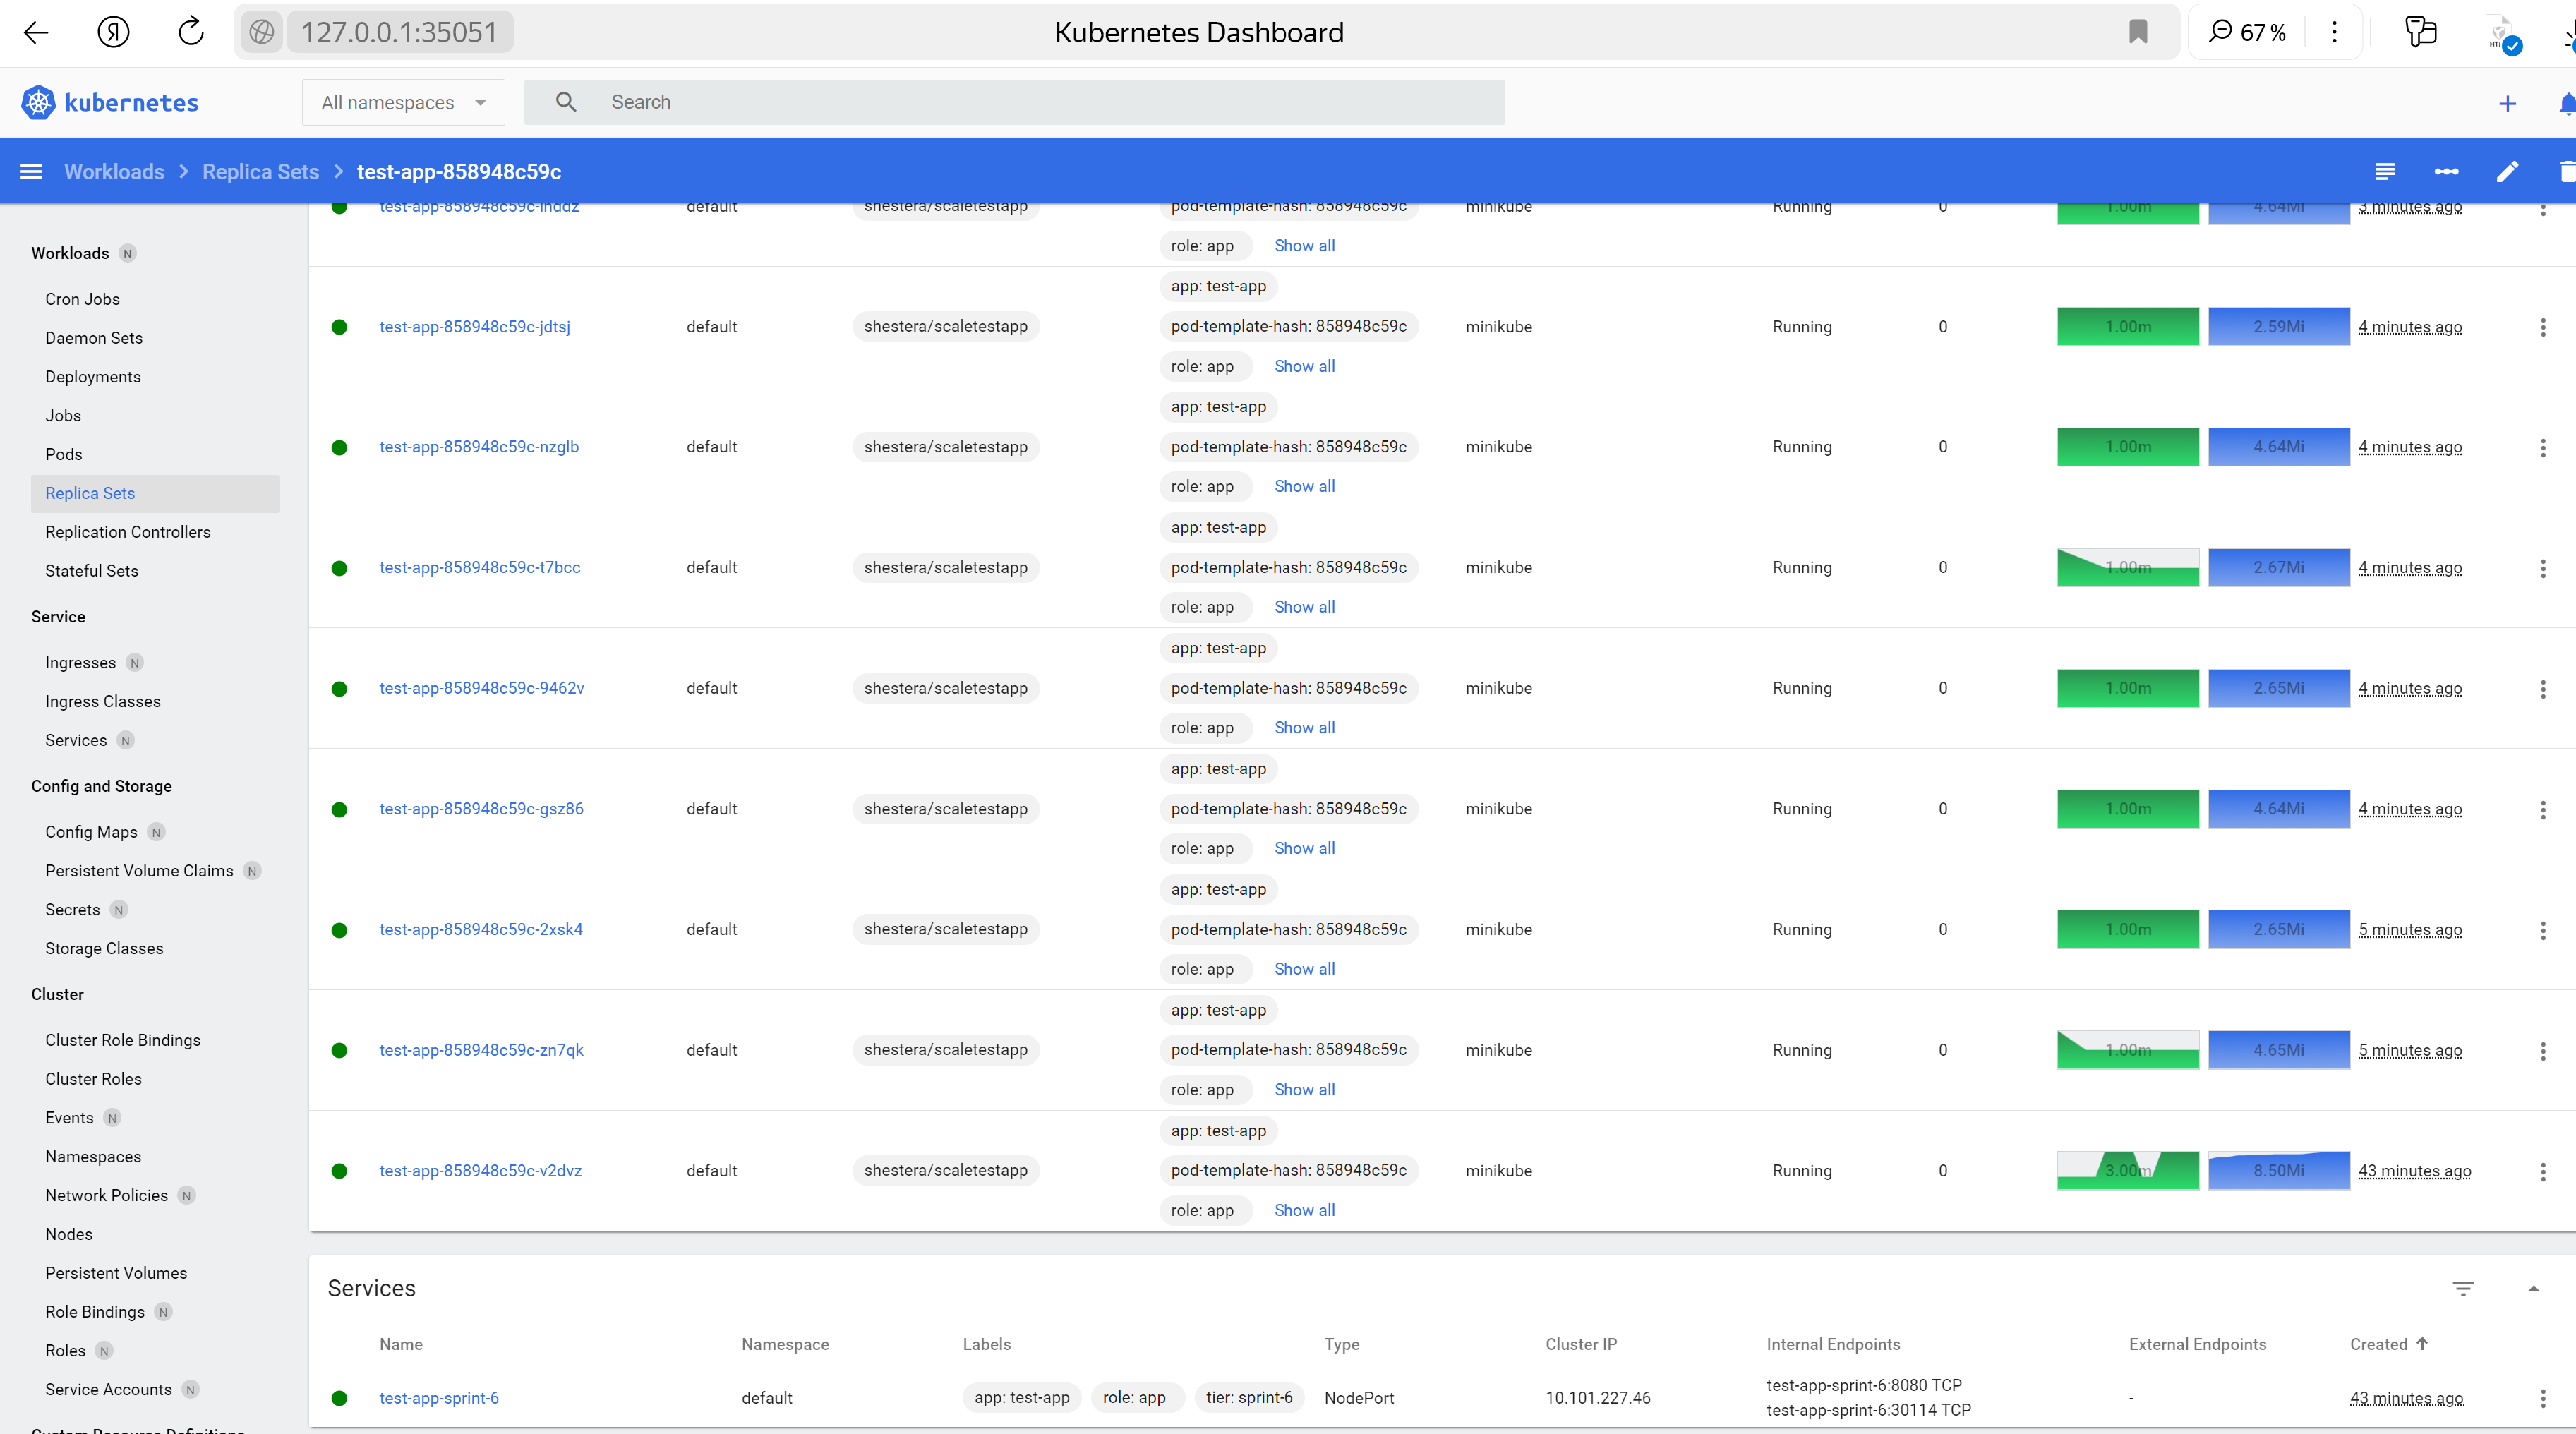 127.0.0.1:35051 Kubernetes Dashboard 67 %
kubernetes All namespaces Search
Workloads Replica Sets test-app-858948c59c
default shestera/scaletestapp pod-template-hash: 858948c59c minikube Running 0 1.00m 4.64Mi 3 minutes ago
role: app Show all
app: test-app
test-app-858948c59c-jdtsj default shestera/scaletestapp pod-template-hash: 858948c59c minikube Running 0 1.00m 2.59Mi 4 minutes ago
role: app Show all
app: test-app
test-app-858948c59c-nzglb default shestera/scaletestapp pod-template-hash: 858948c59c minikube Running 0 1.00m 4.64Mi 4 minutes ago
role: app Show all
app: test-app
test-app-858948c59c-t7bcc default shestera/scaletestapp pod-template-hash: 858948c59c minikube Running 0 1.00m 2.67Mi 4 minutes ago
role: app Show all
app: test-app
test-app-858948c59c-9462v default shestera/scaletestapp pod-template-hash: 858948c59c minikube Running 0 1.00m 2.65Mi 4 minutes ago
role: app Show all
app: test-app
test-app-858948c59c-gsz86 default shestera/scaletestapp pod-template-hash: 858948c59c minikube Running 0 1.00m 4.64Mi 4 minutes ago
role: app Show all
app: test-app
test-app-858948c59c-2xsk4 default shestera/scaletestapp pod-template-hash: 858948c59c minikube Running 0 1.00m 2.65Mi 5 minutes ago
role: app Show all
app: test-app
test-app-858948c59c-zn7qk default shestera/scaletestapp pod-template-hash: 858948c59c minikube Running 0 1.00m 4.65Mi 5 minutes ago
role: app Show all
app: test-app
test-app-858948c59c-v2dvz default shestera/scaletestapp pod-template-hash: 858948c59c minikube Running 0 3.00m 8.50Mi 43 minutes ago
role: app Show all
Workloads N
Cron Jobs
Daemon Sets
Deployments
Jobs
Pods
Replica Sets
Replication Controllers
Stateful Sets
Service
Ingresses N
Ingress Classes
Services N
Config and Storage
Config Maps N
Persistent Volume Claims N
Secrets N
Storage Classes
Cluster
Cluster Role Bindings
Cluster Roles
Events N
Namespaces
Network Policies N
Nodes
Persistent Volumes
Role Bindings N
Roles N
Service Accounts N
Custom Resource Definitions
Services
Name Namespace Labels Type Cluster IP Internal Endpoints External Endpoints Created
test-app-sprint-6 default app: test-app role: app tier: sprint-6 NodePort 10.101.227.46 test-app-sprint-6:8080 TCP - 43 minutes ago
test-app-sprint-6:30114 TCP